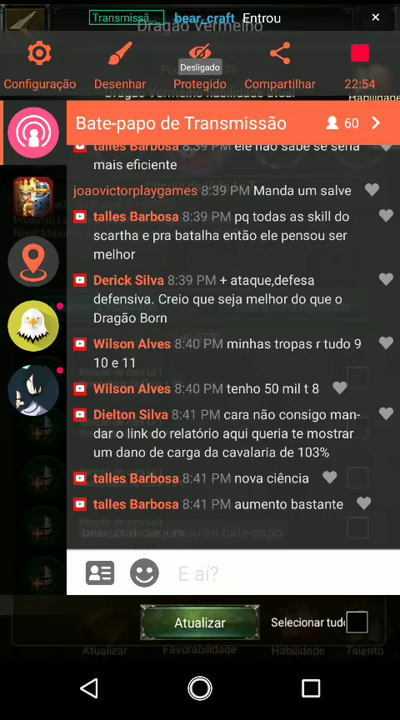 Transmissã... bear_craft Entrou ×
Dragão Vermelho
Desligado
Configuração Desenhar Protegido Compartilhar 22:54
Habilidade
Bate-papo de Transmissão 60
talles Barbosa 8:39 PM ele não sabe se seria
mais eficiente
joaovictorplaygames 8:39 PM Manda um salve
talles Barbosa 8:39 PM pq todas as skill do
scartha e pra batalha então ele pensou ser
melhor
Derick Silva 8:39 PM + ataque,defesa
defensiva. Creio que seja melhor do que o
Dragão Born
Wilson Alves 8:40 PM minhas tropas r tudo 9
10 e 11
Wilson Alves 8:40 PM tenho 50 mil t 8
Dielton Silva 8:41 PM cara não consigo man-
dar o link do relatório aqui queria te mostrar
um dano de carga da cavalaria de 103%
talles Barbosa 8:41 PM nova ciência
talles Barbosa 8:41 PM aumento bastante
E aí?
Atualizar Selecionar tudo
Atualizar Favorabilidade Habilidade Talento